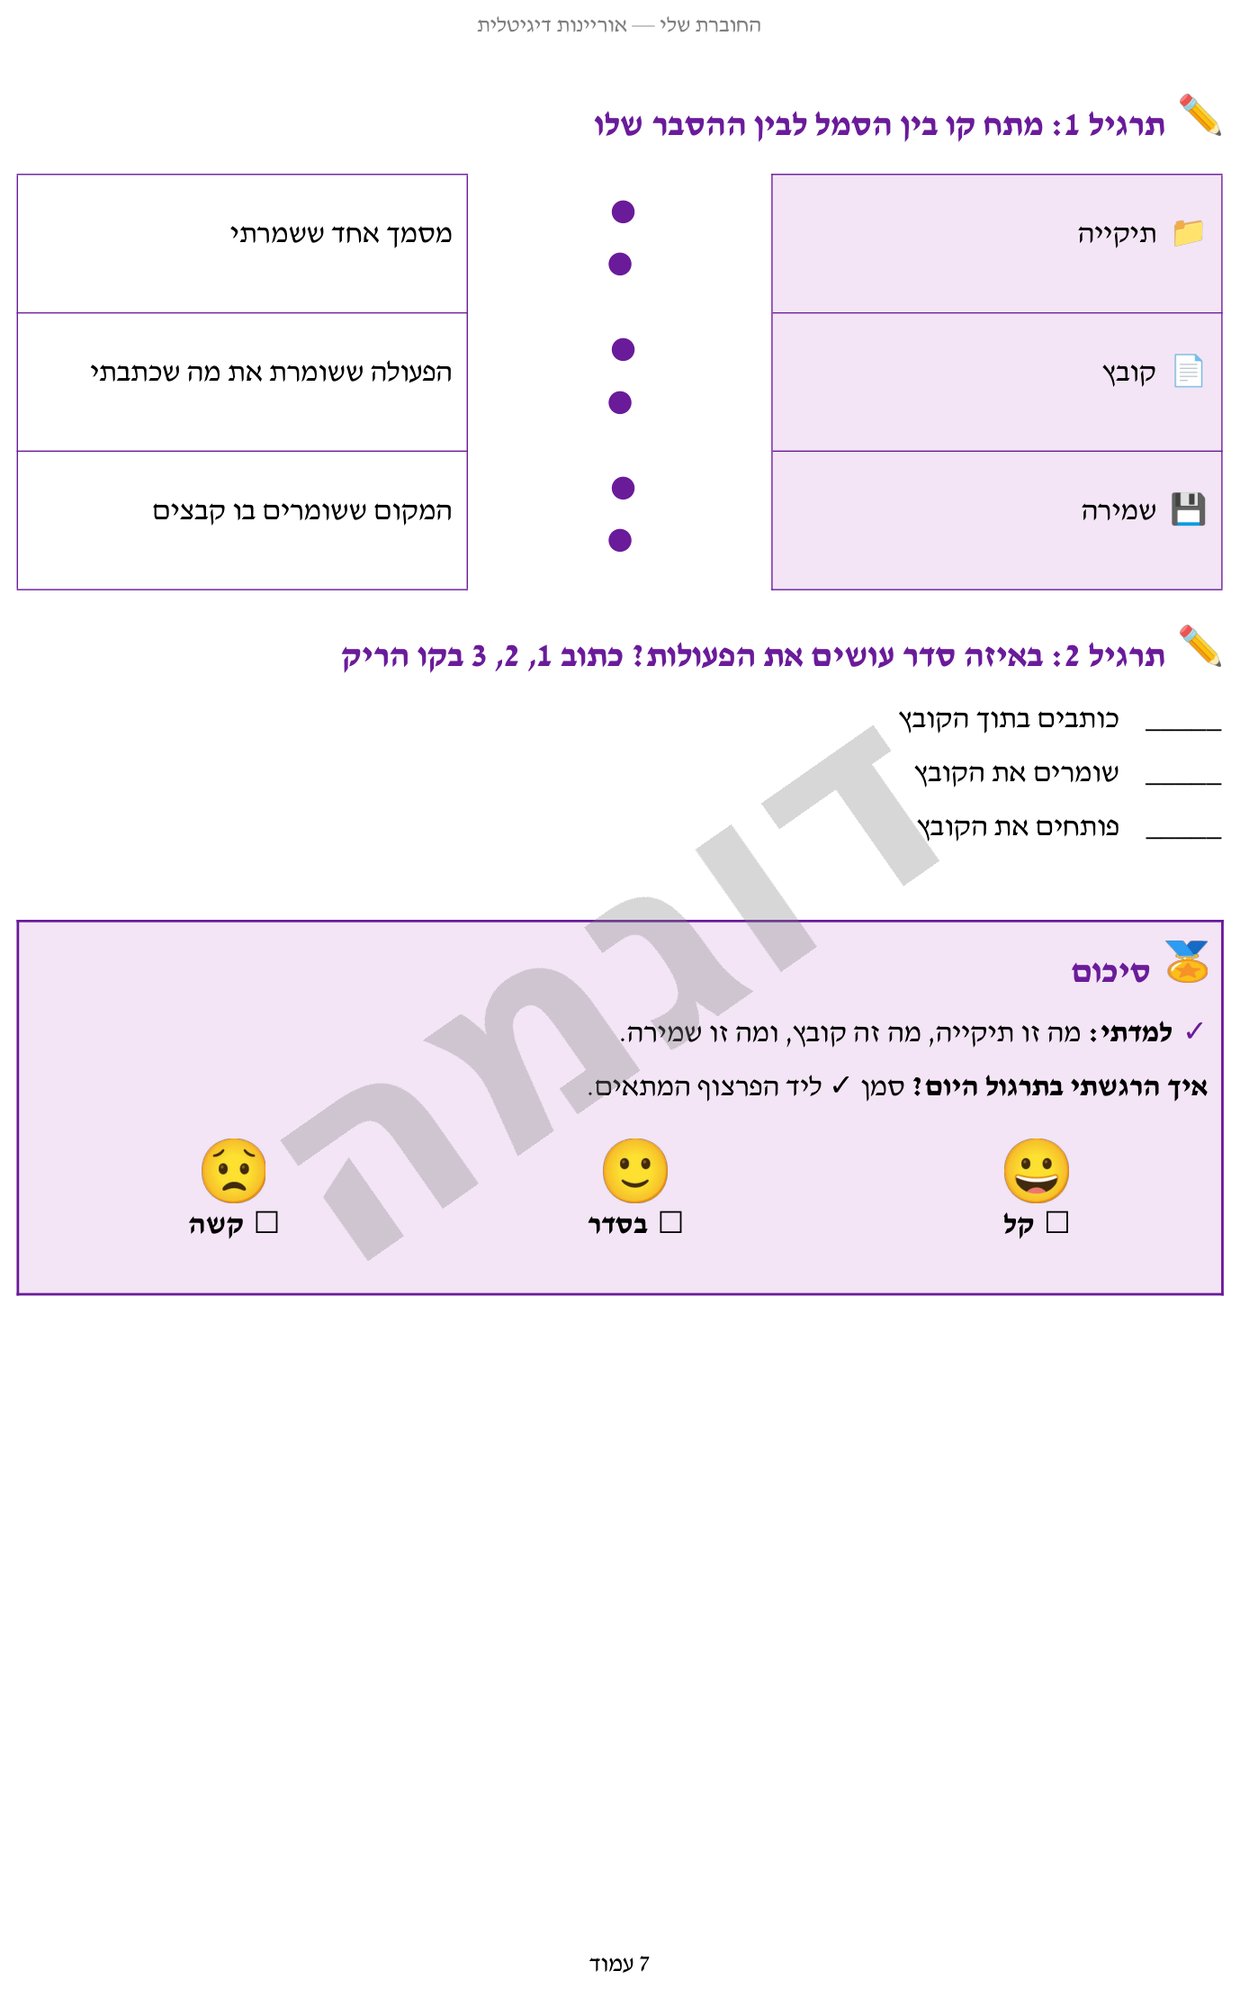 החוברת שלי — אוריינות דיגיטלית
תרגיל 1: מתח קו בין הסמל לבין ההסבר שלו
תיקייה
מסמך אחד ששמרתי
קובץ
הפעולה ששומרת את מה שכתבתי
שמירה
המקום ששומרים בו קבצים
תרגיל 2: באיזה סדר עושים את הפעולות? כתוב 1, 2, 3 בקו הריק
_____ כותבים בתוך הקובץ
_____ שומרים את הקובץ
_____ פותחים את הקובץ
דוגמה
סיכום
✓ למדתי: מה זו תיקייה, מה זה קובץ, ומה זו שמירה.
איך הרגשתי בתרגול היום? סמן ✓ ליד הפרצוף המתאים.
☐ קל ☐ בסדר ☐ קשה
7 עמוד